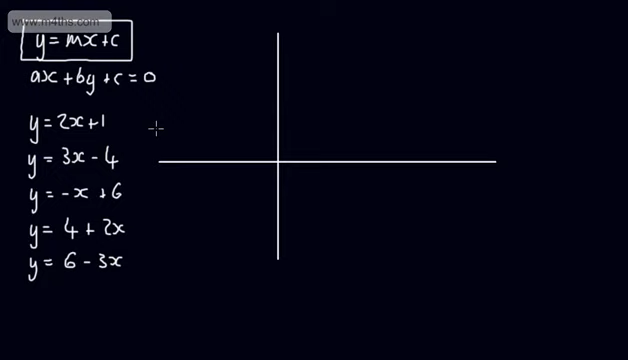 www.m4ths.com
y = mx + c
ax + by + c = 0
y = 2x + 1
y = 3x - 4
y = -x + 6
y = 4 + 2x
y = 6 - 3x